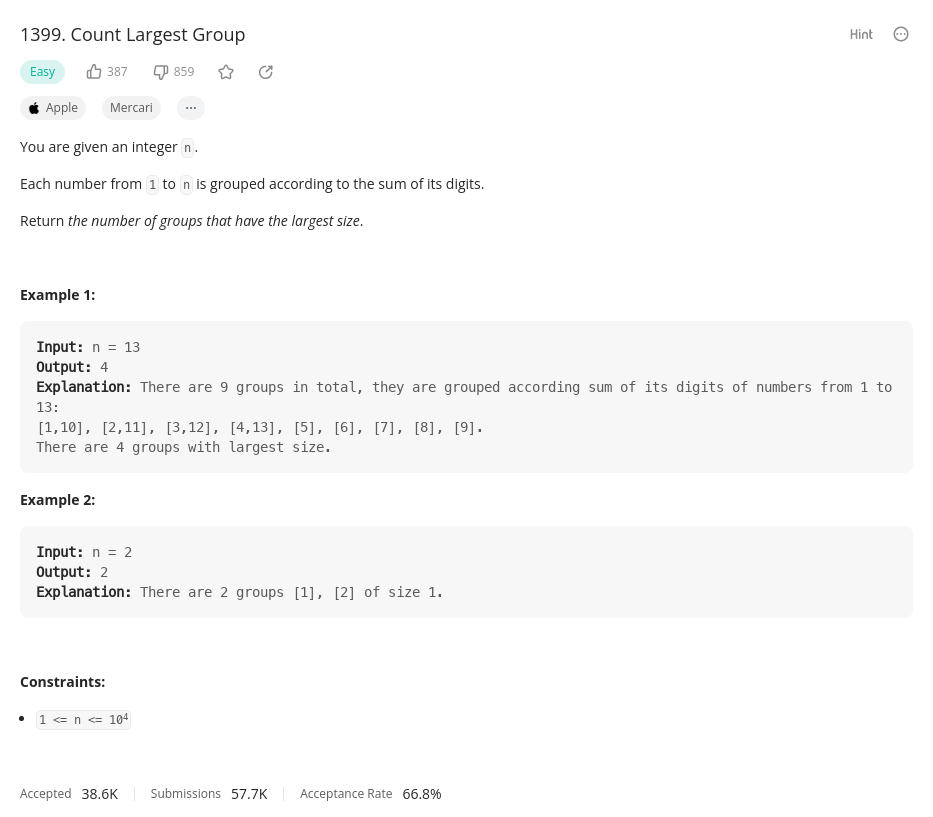 1399. Count Largest Group
Hint
Easy
387
859
Apple
Mercari
You are given an integer n.
Each number from 1 to n is grouped according to the sum of its digits.
Return the number of groups that have the largest size.
Example 1:
Input: n = 13
Output: 4
Explanation: There are 9 groups in total, they are grouped according sum of its digits of numbers from 1 to
13:
[1,10], [2,11], [3,12], [4,13], [5], [6], [7], [8], [9].
There are 4 groups with largest size.
Example 2:
Input: n = 2
Output: 2
Explanation: There are 2 groups [1], [2] of size 1.
Constraints:
• 1 <= n <= 10⁴
Accepted 38.6K Submissions 57.7K Acceptance Rate 66.8%